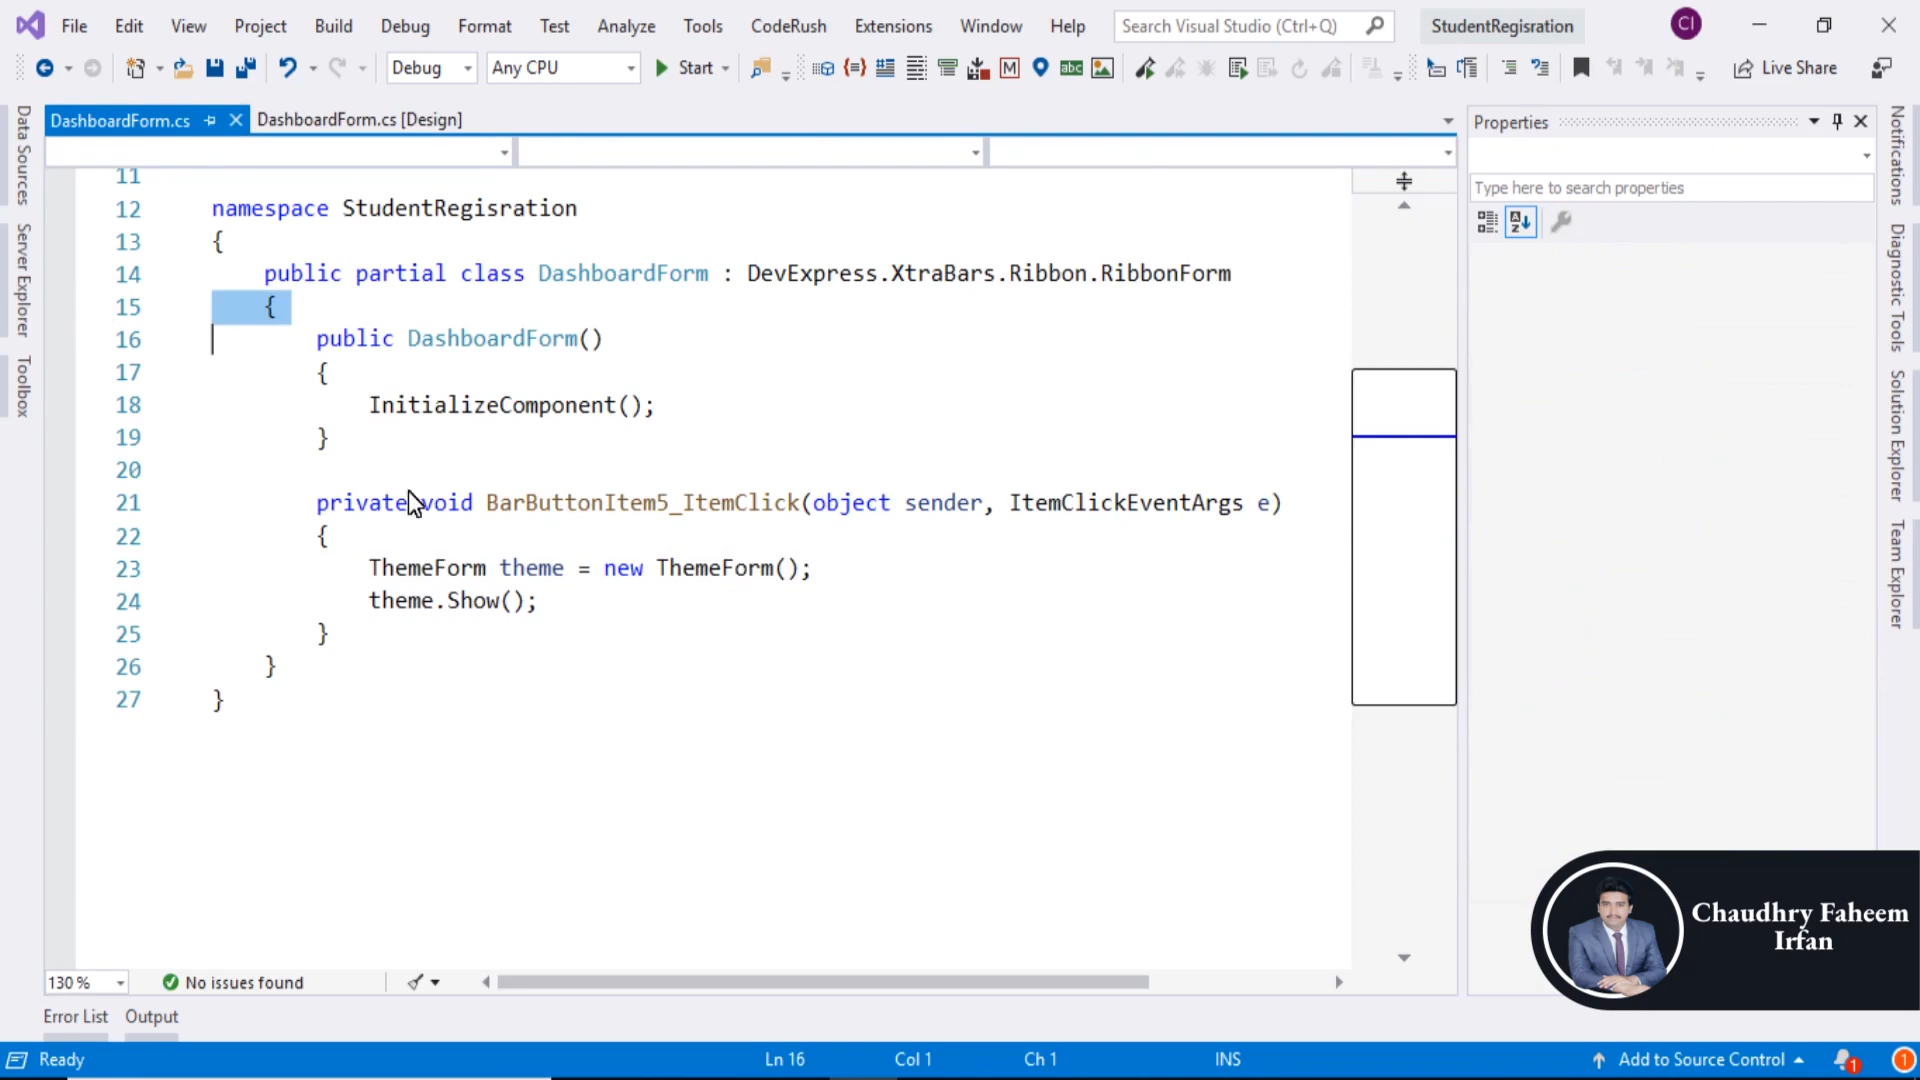 File Edit View Project Build Debug Format Test Analyze Tools CodeRush Extensions Window Help Search Visual Studio (Ctrl+Q) StudentRegisration CI
Debug Any CPU Start M abc Live Share
Data Sources
Server Explorer
Toolbox
DashboardForm.cs DashboardForm.cs [Design]
11
12 namespace StudentRegisration
13 {
14 public partial class DashboardForm : DevExpress.XtraBars.Ribbon.RibbonForm
15 {
16 public DashboardForm()
17 {
18 InitializeComponent();
19 }
20
21 private void BarButtonItem5_ItemClick(object sender, ItemClickEventArgs e)
22 {
23 ThemeForm theme = new ThemeForm();
24 theme.Show();
25 }
26 }
27 }
Properties
Type here to search properties
Notifications
Diagnostic Tools
Solution Explorer
Team Explorer
Chaudhry Faheem
Irfan
130 % No issues found
Error List Output
Ready Ln 16 Col 1 Ch 1 INS Add to Source Control 1 1